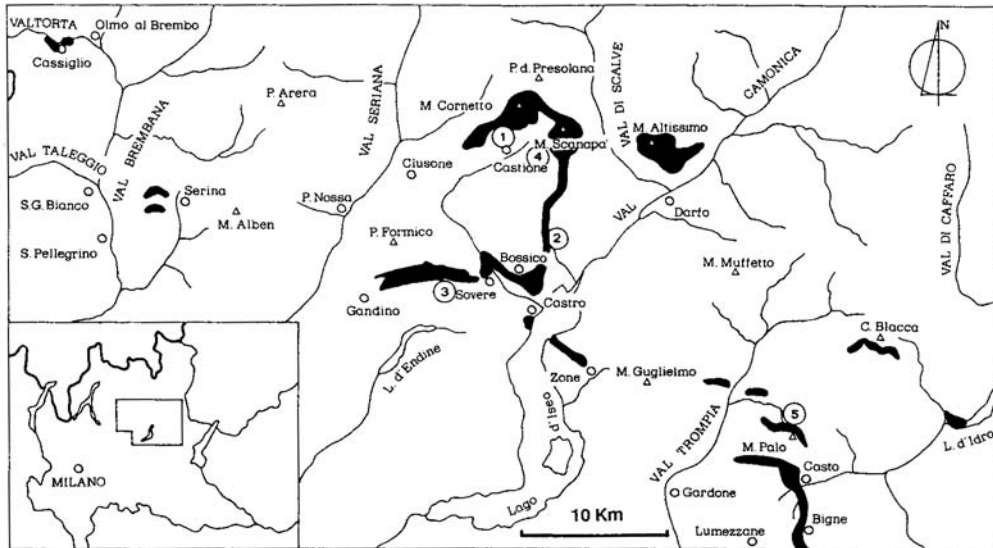 VALTORTA
Olmo al Brembo
Cassiglio
P. Arera
VAL BREMBANA
VAL SERIANA
P. d. Presolana
M. Cornetto
1
M. Scanapa'
4
Castione
VAL DI SCALVE
M. Altissimo
CAMONICA
N
VAL TALEGGIO
Clusone
S.G. Bianco
Serina
M. Alben
P. Nossa
S. Pellegrino
P. Formico
2
VAL
Darfo
VAL DI CAFFARO
Bossico
3
Sovere
Gandino
Castro
M. Muffetto
L. d'Endine
Zone
M. Guglielmo
C. Blacca
d'Iseo
Lago
VAL TROMPIA
5
M. Palo
L. d'Idro
Casto
Gardone
Bigne
Lumezzane
MILANO
10 Km